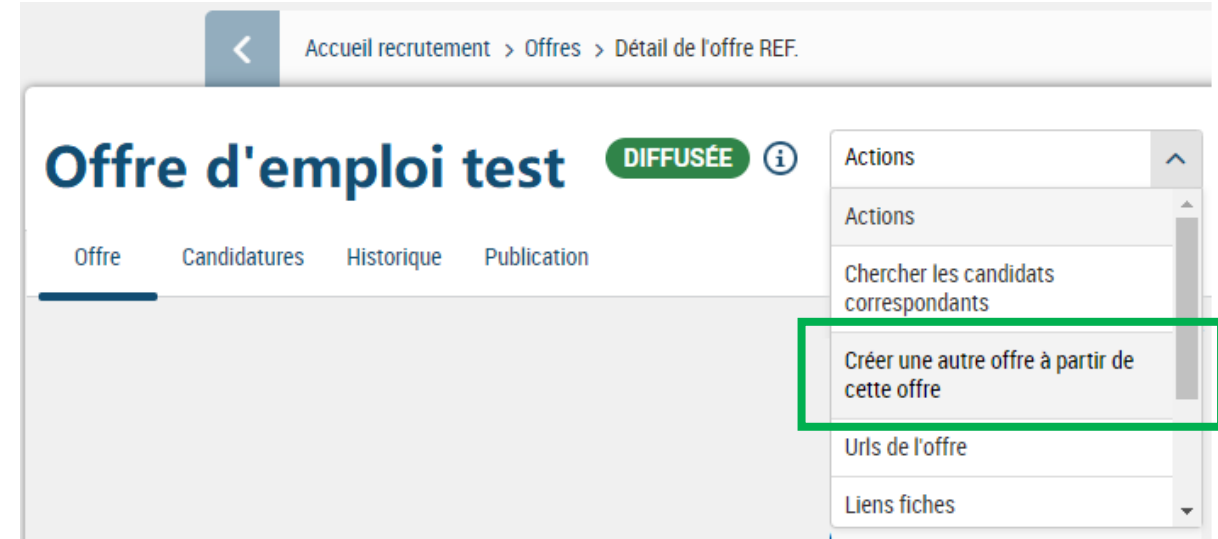 Accueil recrutement > Offres > Détail de l'offre REF.
Offre d'emploi test
DIFFUSÉE
Actions
Offre Candidatures Historique Publication
Actions
Chercher les candidats
correspondants
Créer une autre offre à partir de
cette offre
Urls de l'offre
Liens fiches